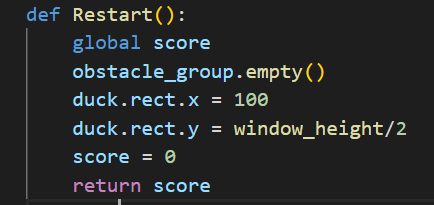 def Restart():
    global score
    obstacle_group.empty()
    duck.rect.x = 100
    duck.rect.y = window_height/2
    score = 0
    return score